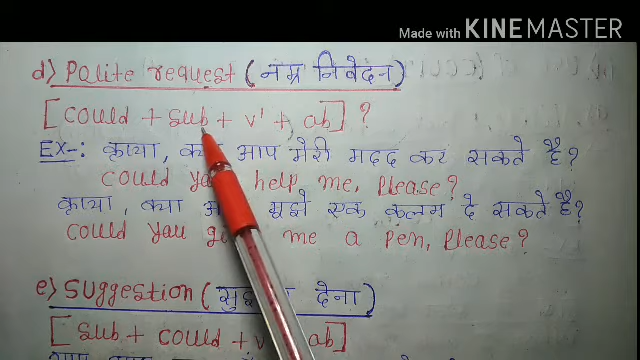 Made with KINEMASTER
d) Polite request (नम्र निवेदन)
[could + sub + v' + ob] ?
EX-: कृपया, क्या आप मेरी मदद कर सकते है?
could you help me, Please?
कृपया, क्या मुझे एक कलम दे सकते है?
could you me a Pen, Please?
e) Suggestion (देना)
[sub + could + ob]